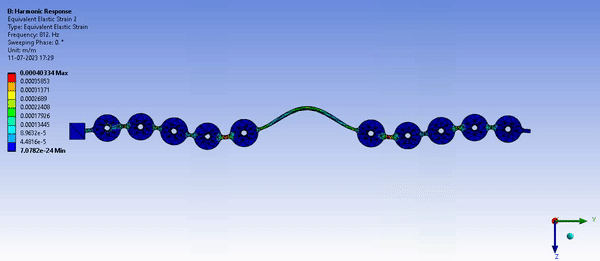 B: Harmonic Response
Equivalent Elastic Strain 2
Type: Equivalent Elastic Strain
Frequency: 812. Hz
Sweeping Phase: 0. °
Unit: m/m
11-07-2023 17:29
0.00040334 Max
0.00035853
0.00031371
0.0002689
0.00022408
0.00017926
0.00013445
8.9632e-5
4.4816e-5
7.0782e-24 Min
Y
Z